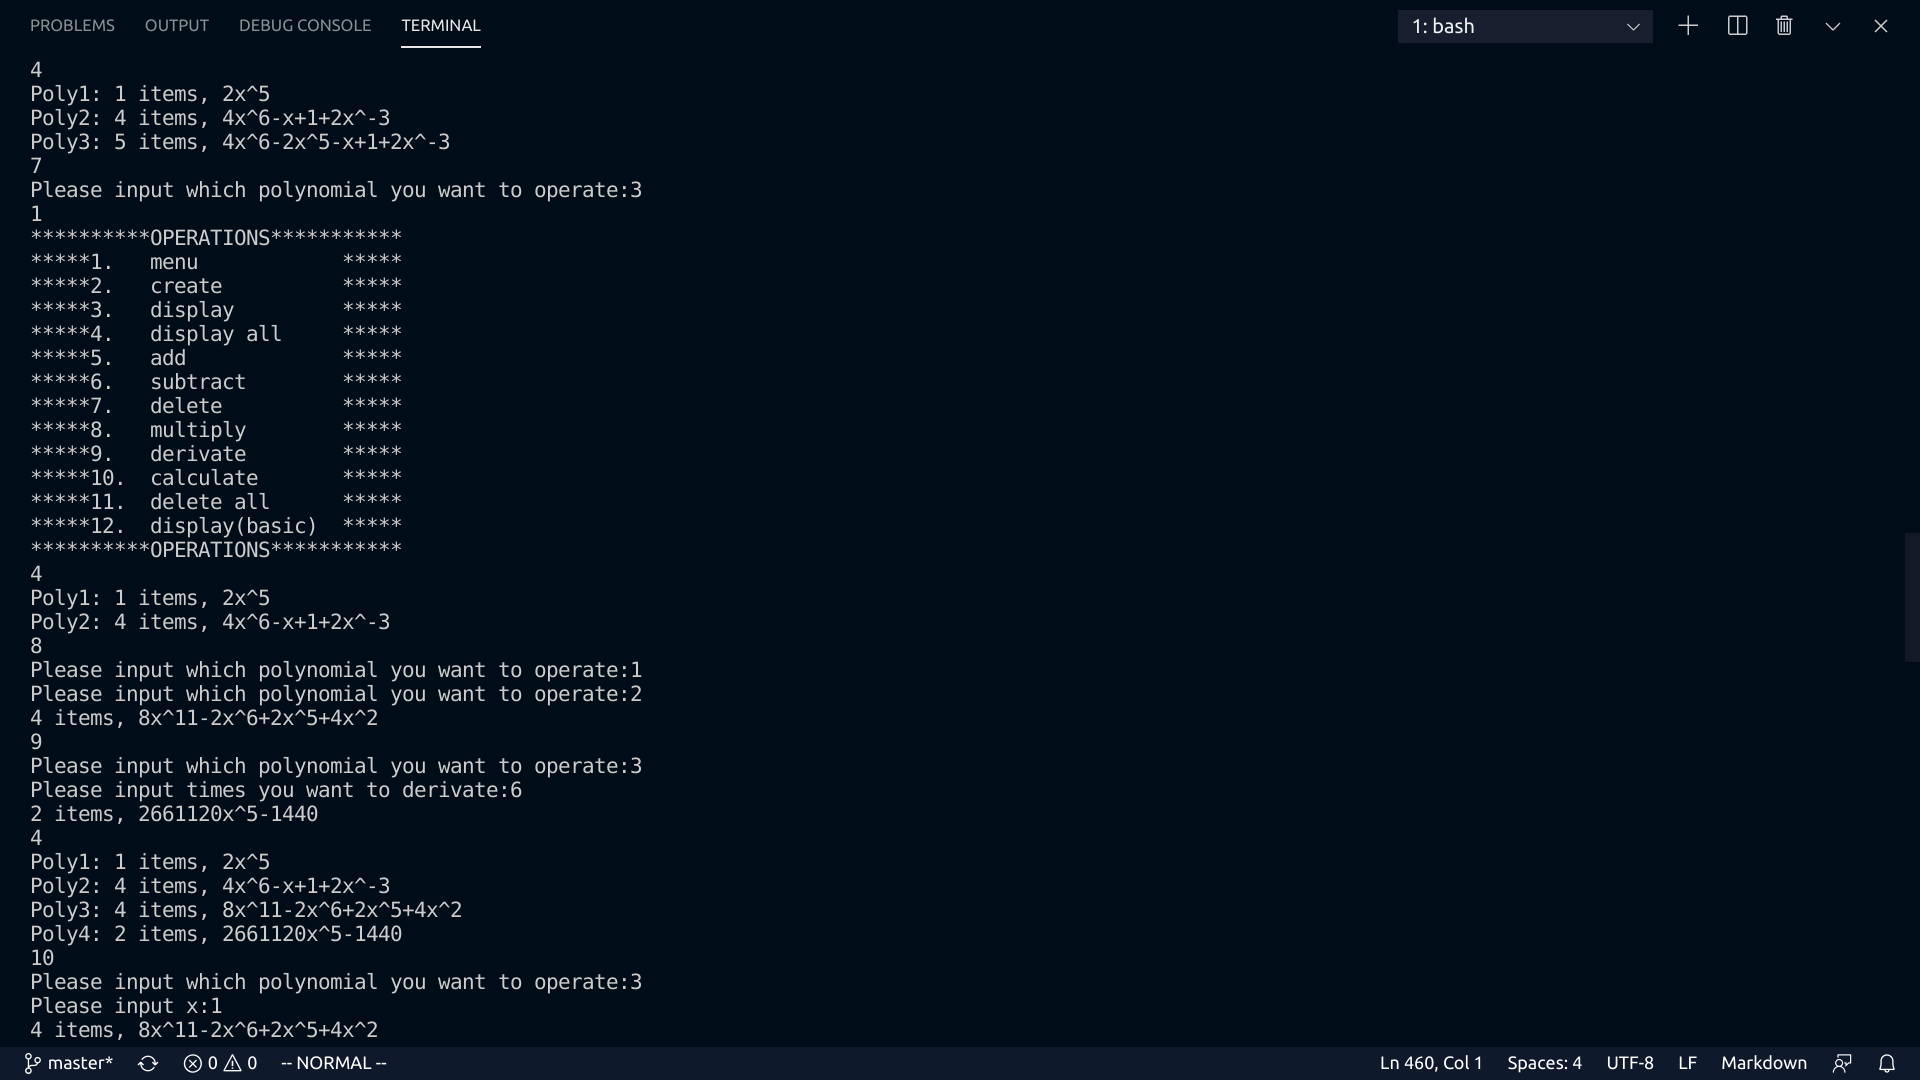 PROBLEMS OUTPUT DEBUG CONSOLE TERMINAL 1: bash
4
Poly1: 1 items, 2x^5
Poly2: 4 items, 4x^6-x+1+2x^-3
Poly3: 5 items, 4x^6-2x^5-x+1+2x^-3
7
Please input which polynomial you want to operate:3
1
**********OPERATIONS***********
*****1.   menu            *****
*****2.   create          *****
*****3.   display         *****
*****4.   display all     *****
*****5.   add             *****
*****6.   subtract        *****
*****7.   delete          *****
*****8.   multiply        *****
*****9.   derivate        *****
*****10.  calculate       *****
*****11.  delete all      *****
*****12.  display(basic)  *****
**********OPERATIONS***********
4
Poly1: 1 items, 2x^5
Poly2: 4 items, 4x^6-x+1+2x^-3
8
Please input which polynomial you want to operate:1
Please input which polynomial you want to operate:2
4 items, 8x^11-2x^6+2x^5+4x^2
9
Please input which polynomial you want to operate:3
Please input times you want to derivate:6
2 items, 2661120x^5-1440
4
Poly1: 1 items, 2x^5
Poly2: 4 items, 4x^6-x+1+2x^-3
Poly3: 4 items, 8x^11-2x^6+2x^5+4x^2
Poly4: 2 items, 2661120x^5-1440
10
Please input which polynomial you want to operate:3
Please input x:1
4 items, 8x^11-2x^6+2x^5+4x^2
master* 0 0 -- NORMAL -- Ln 460, Col 1 Spaces: 4 UTF-8 LF Markdown